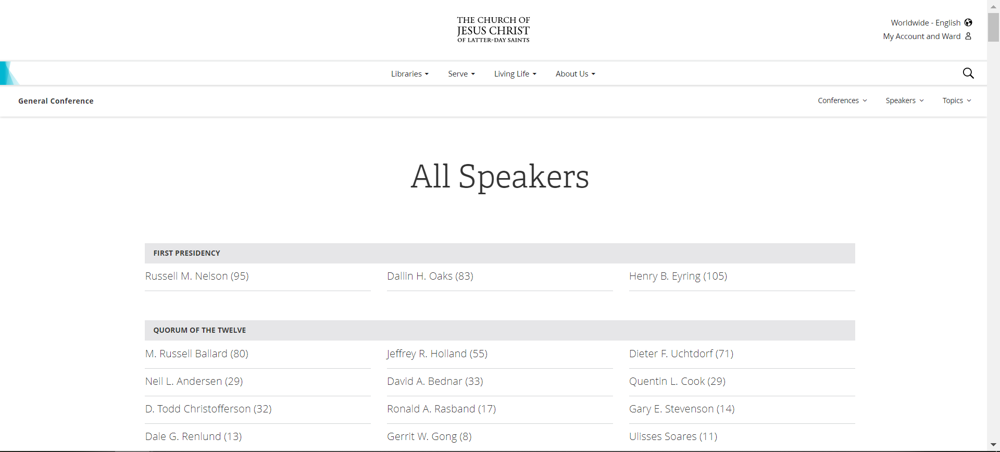 THE CHURCH OF
JESUS CHRIST
OF LATTER-DAY SAINTS
Worldwide - English
My Account and Ward
Libraries Serve Living Life About Us
General Conference Conferences Speakers Topics
All Speakers
FIRST PRESIDENCY
Russell M. Nelson (95) Dallin H. Oaks (83) Henry B. Eyring (105)
QUORUM OF THE TWELVE
M. Russell Ballard (80) Jeffrey R. Holland (55) Dieter F. Uchtdorf (71)
Neil L. Andersen (29) David A. Bednar (33) Quentin L. Cook (29)
D. Todd Christofferson (32) Ronald A. Rasband (17) Gary E. Stevenson (14)
Dale G. Renlund (13) Gerrit W. Gong (8) Ulisses Soares (11)